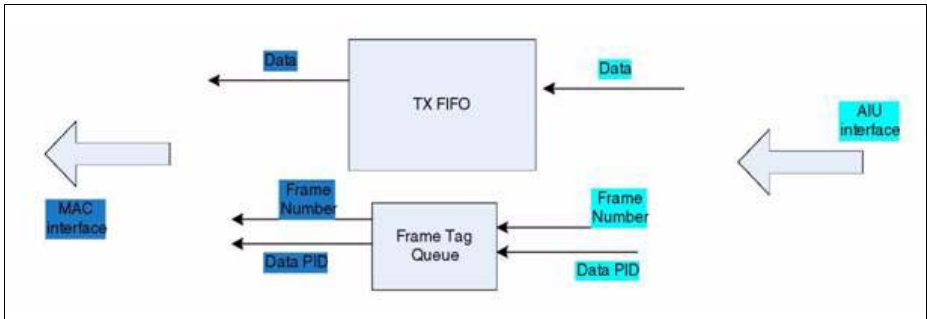 Data
Data
TX FIFO
AIU
interface
MAC
interface
Frame
Number
Frame
Number
Frame Tag
Queue
Data PID
Data PID